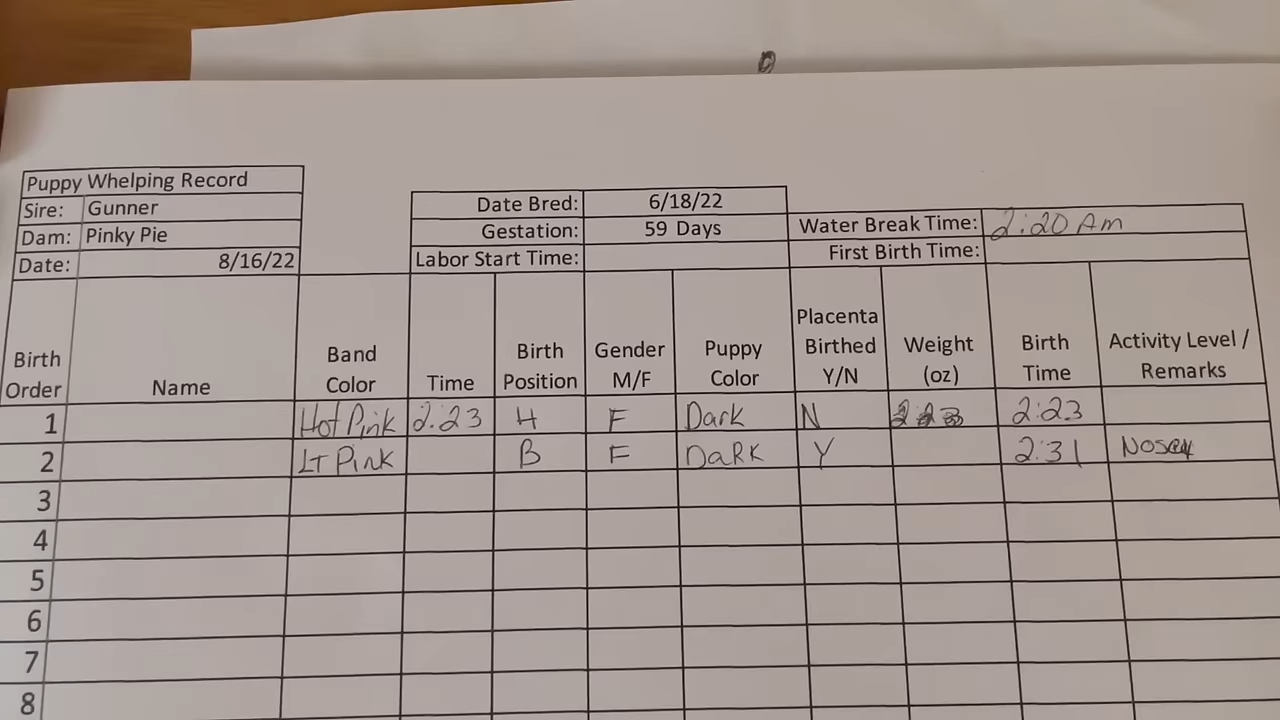 Puppy Whelping Record
Sire: Gunner
Dam: Pinky Pie
Date: 8/16/22
Date Bred: 6/18/22
Gestation: 59 Days
Labor Start Time:
Water Break Time: 2:20 Am
First Birth Time:
Birth Order Name Band Color Time Birth Position Gender M/F Puppy Color Placenta Birthed Y/N Weight (oz) Birth Time Activity Level / Remarks
1 Hot Pink 2:23 H F Dark N 2:23
2 LT Pink B F DaRK Y 2:31 Nosey
3
4
5
6
7
8